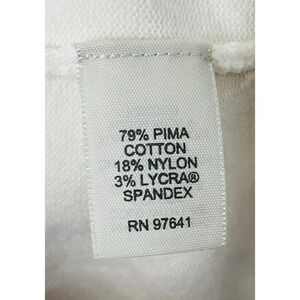 79% PIMA
COTTON
18% NYLON
3% LYCRA®
SPANDEX
RN 97641